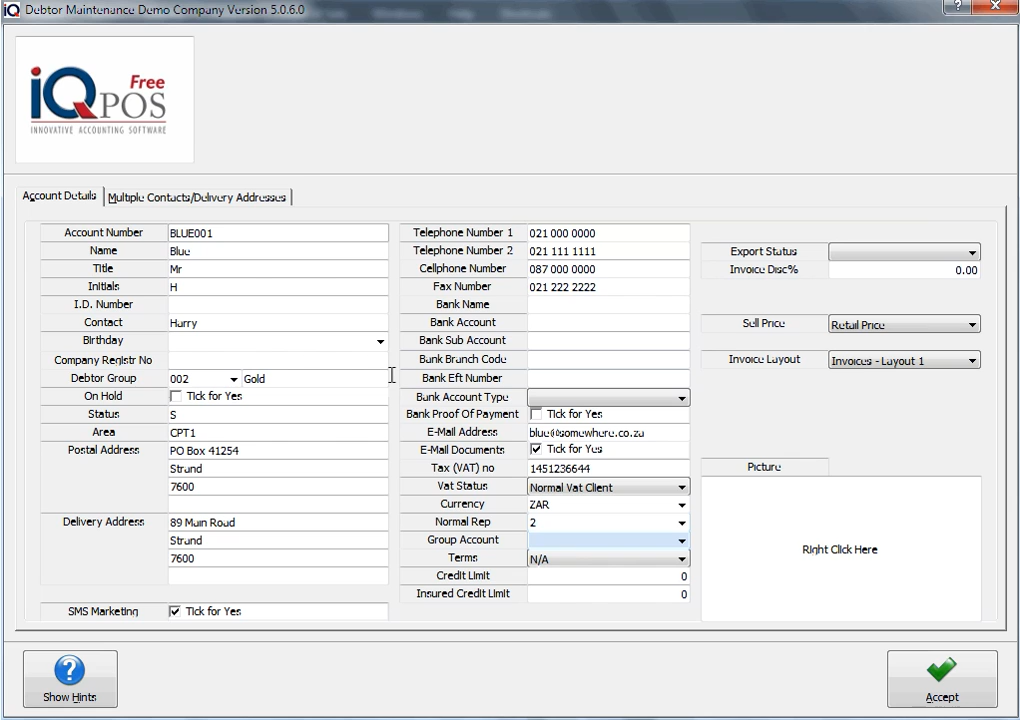 iQ Debtor Maintenance Demo Company Version 5.0.6.0
?
iQ Free
POS
INNOVATIVE ACCOUNTING SOFTWARE
Account Details
Multiple Contacts/Delivery Addresses
Account Number BLUE001
Name Blue
Title Mr
Initials H
I.D. Number
Contact Hurry
Birthday
Company Registr No
Debtor Group 002 Gold
On Hold Tick for Yes
Status S
Area CPT1
Postal Address PO Box 41254
Strand
7600
Delivery Address 89 Main Road
Strand
7600
SMS Marketing Tick for Yes
Telephone Number 1 021 000 0000
Telephone Number 2 021 111 1111
Cellphone Number 087 000 0000
Fax Number 021 222 2222
Bank Name
Bank Account
Bank Sub Account
Bank Branch Code
Bank Eft Number
Bank Account Type
Bank Proof Of Payment Tick for Yes
E-Mail Address blue@somewhere.co.za
E-Mail Documents Tick for Yes
Tax (VAT) no 1451236644
Vat Status Normal Vat Client
Currency ZAR
Normal Rep 2
Group Account
Terms N/A
Credit Limit 0
Insured Credit Limit 0
Export Status
Invoice Disc% 0.00
Sell Price Retail Price
Invoice Layout Invoices - Layout 1
Picture
Right Click Here
?
Show Hints
Accept